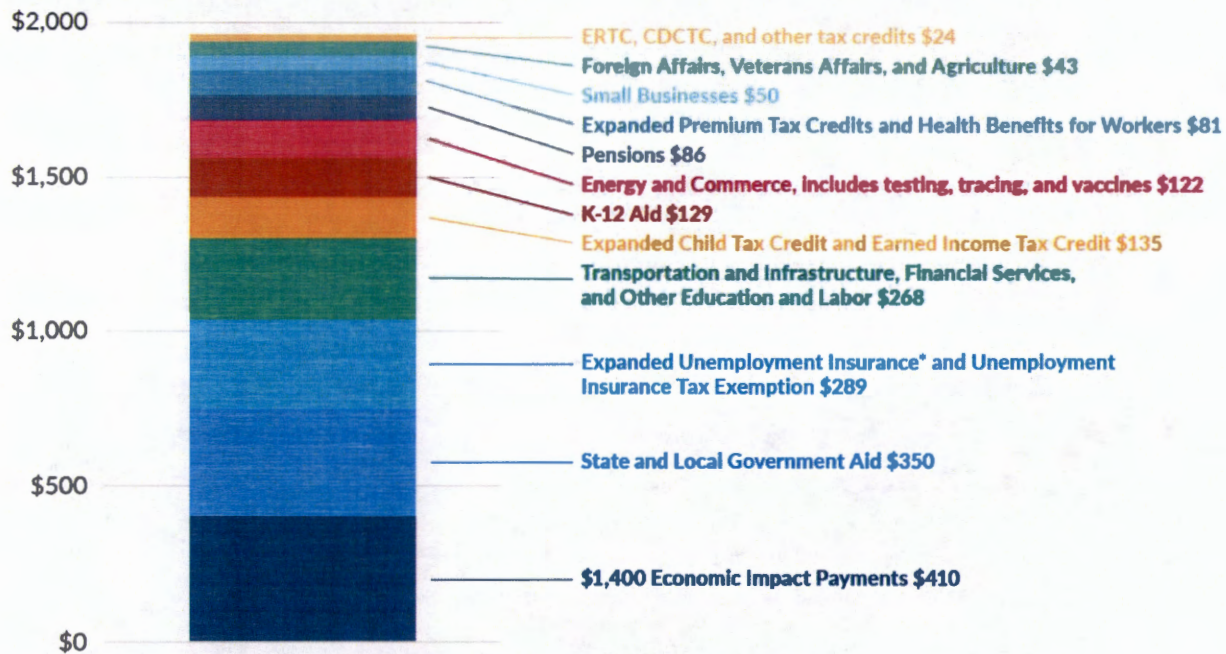 $2,000
ERTC, CDCTC, and other tax credits $24
Foreign Affairs, Veterans Affairs, and Agriculture $43
Small Businesses $50
Expanded Premium Tax Credits and Health Benefits for Workers $81
Pensions $86
$1,500
Energy and Commerce, includes testing, tracing, and vaccines $122
K-12 Aid $129
Expanded Child Tax Credit and Earned Income Tax Credit $135
Transportation and Infrastructure, Financial Services,
and Other Education and Labor $268
$1,000
Expanded Unemployment Insurance* and Unemployment
Insurance Tax Exemption $289
State and Local Government Aid $350
$500
$1,400 Economic Impact Payments $410
$0